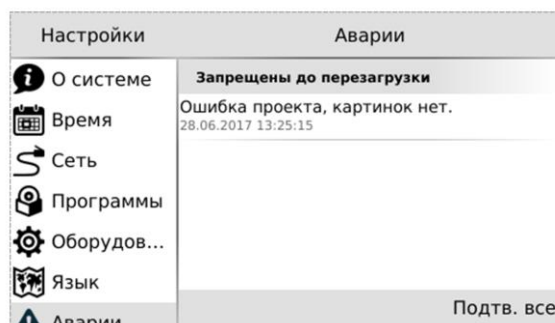 Настройки
Аварии
О системе
Время
Сеть
Программы
Оборудов...
Язык
Аварии
Запрещены до перезагрузки
Ошибка проекта, картинок нет.
28.06.2017 13:25:15
Подтв. все